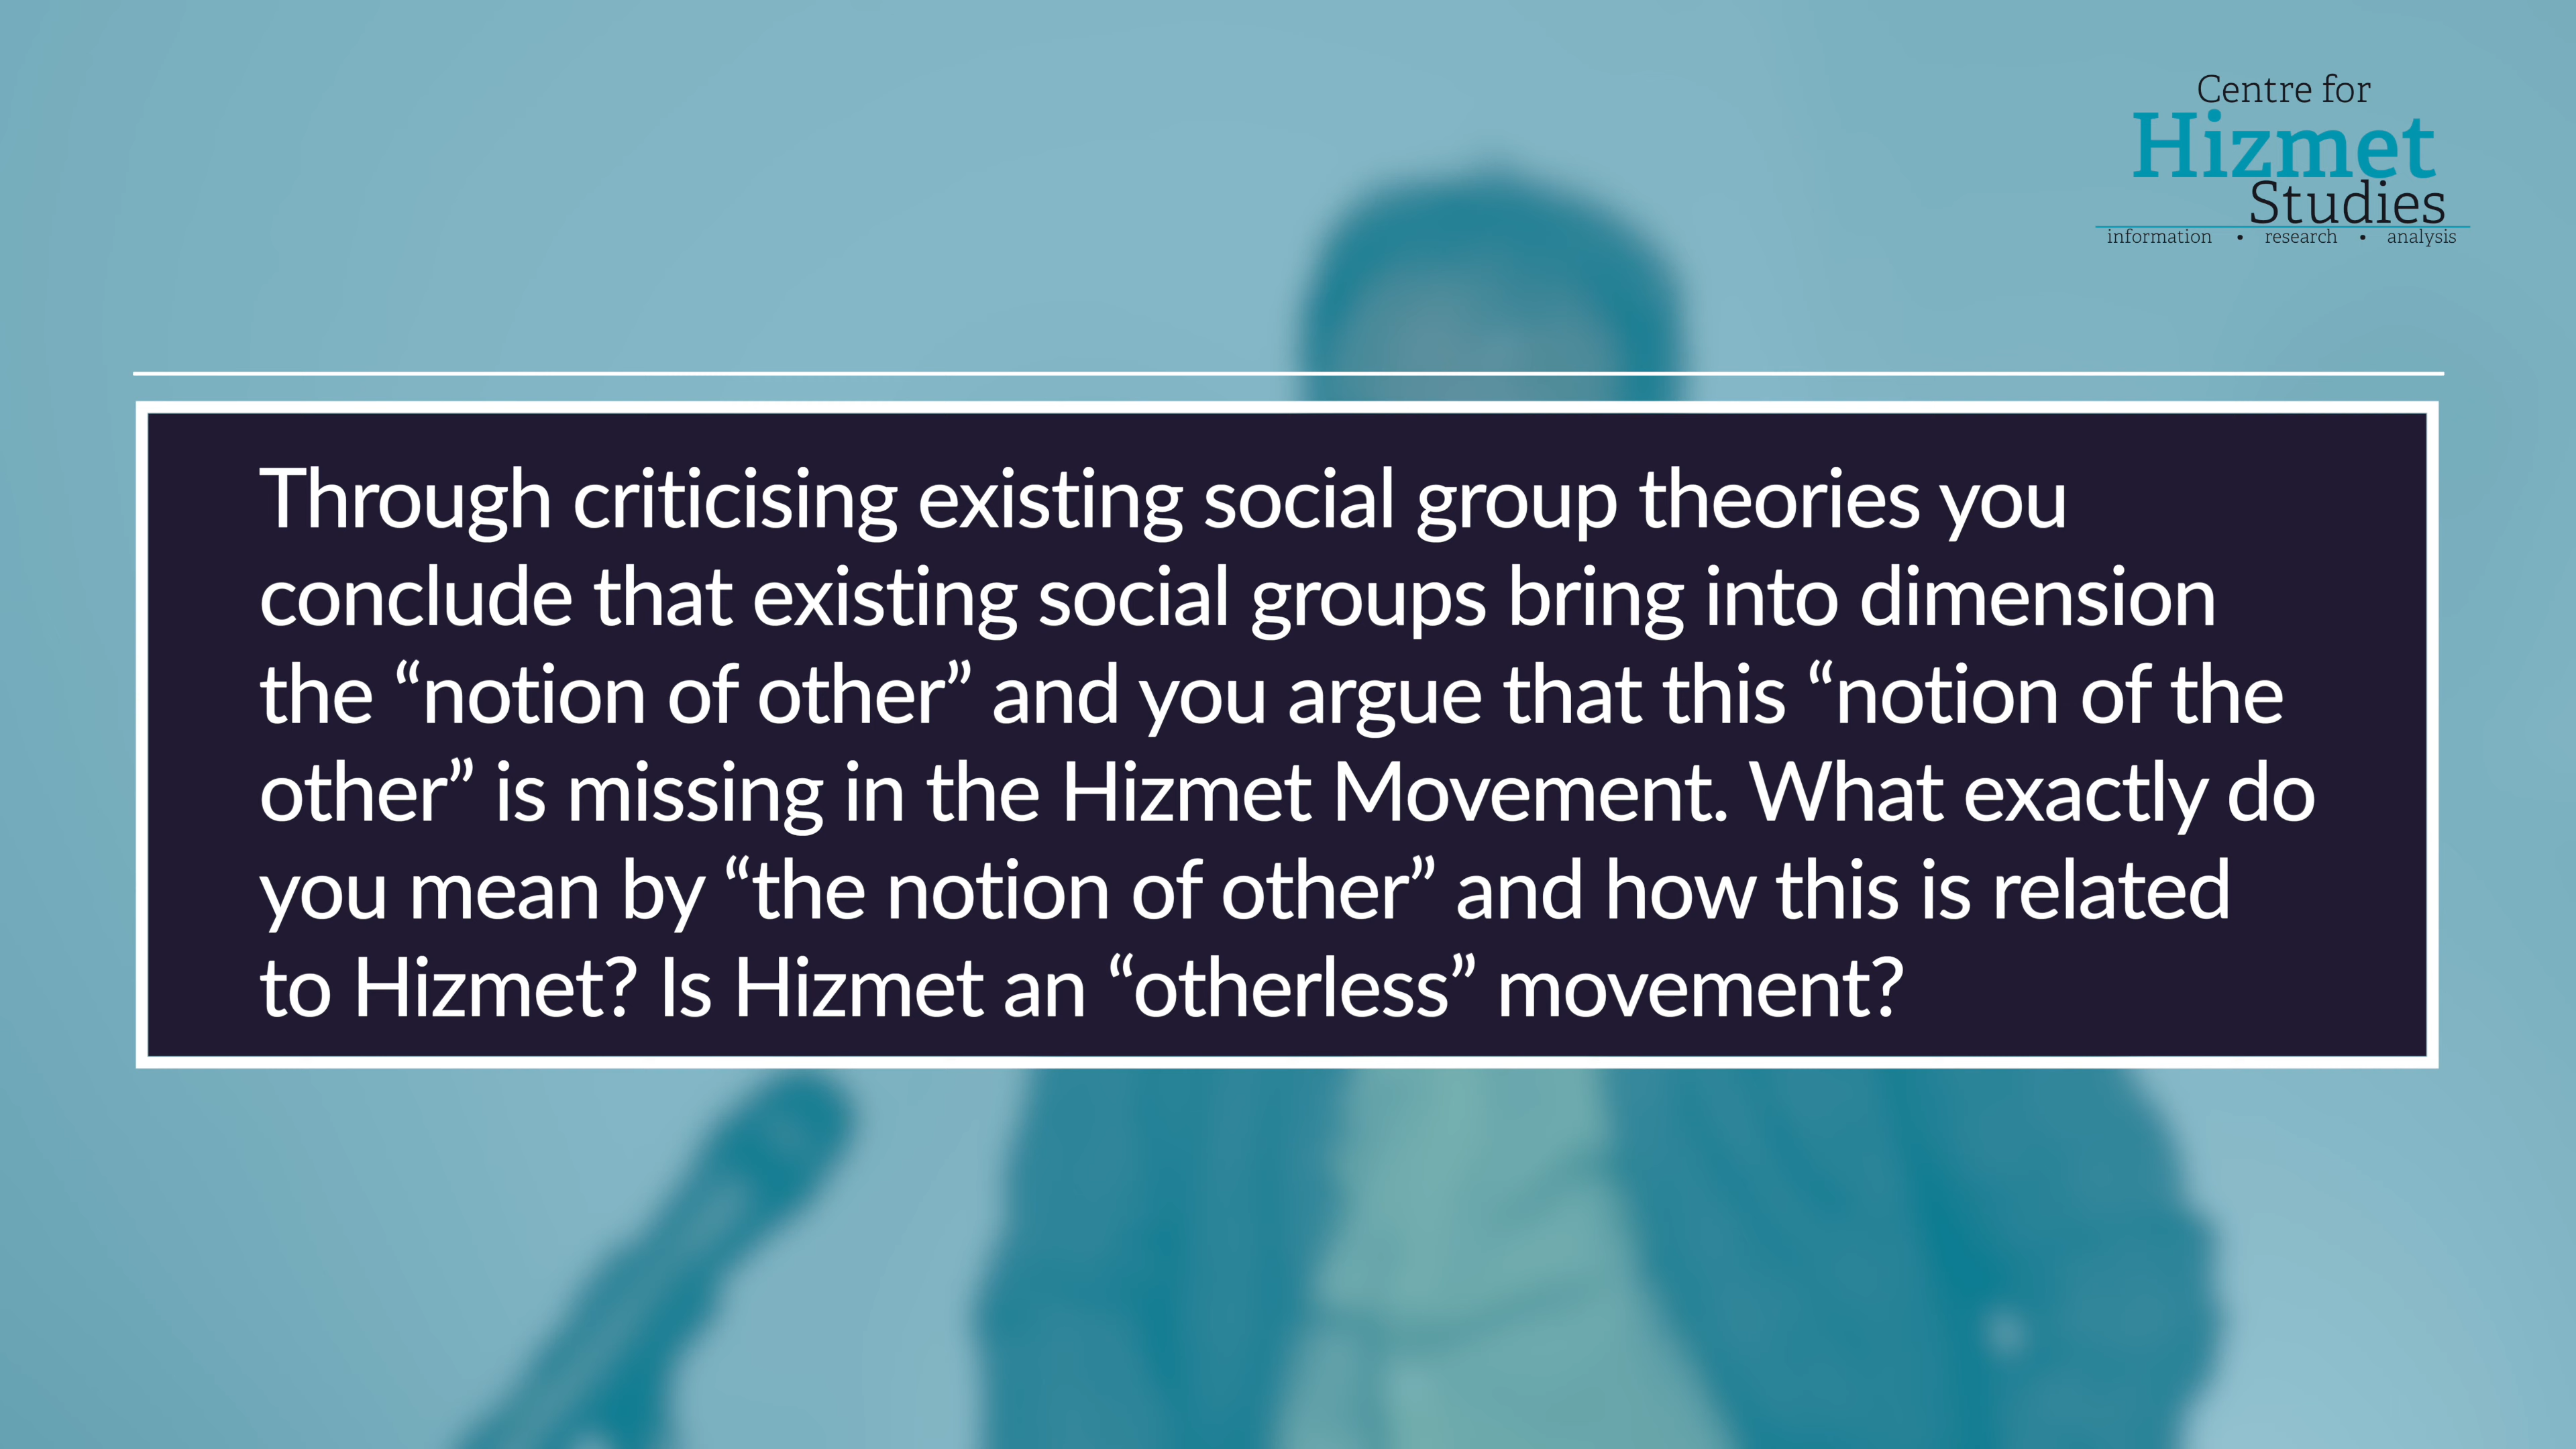 Centre for
Hizmet
Studies
information • research • analysis
Through criticising existing social group theories you
conclude that existing social groups bring into dimension
the “notion of other” and you argue that this “notion of the
other” is missing in the Hizmet Movement. What exactly do
you mean by “the notion of other” and how this is related
to Hizmet? Is Hizmet an “otherless” movement?